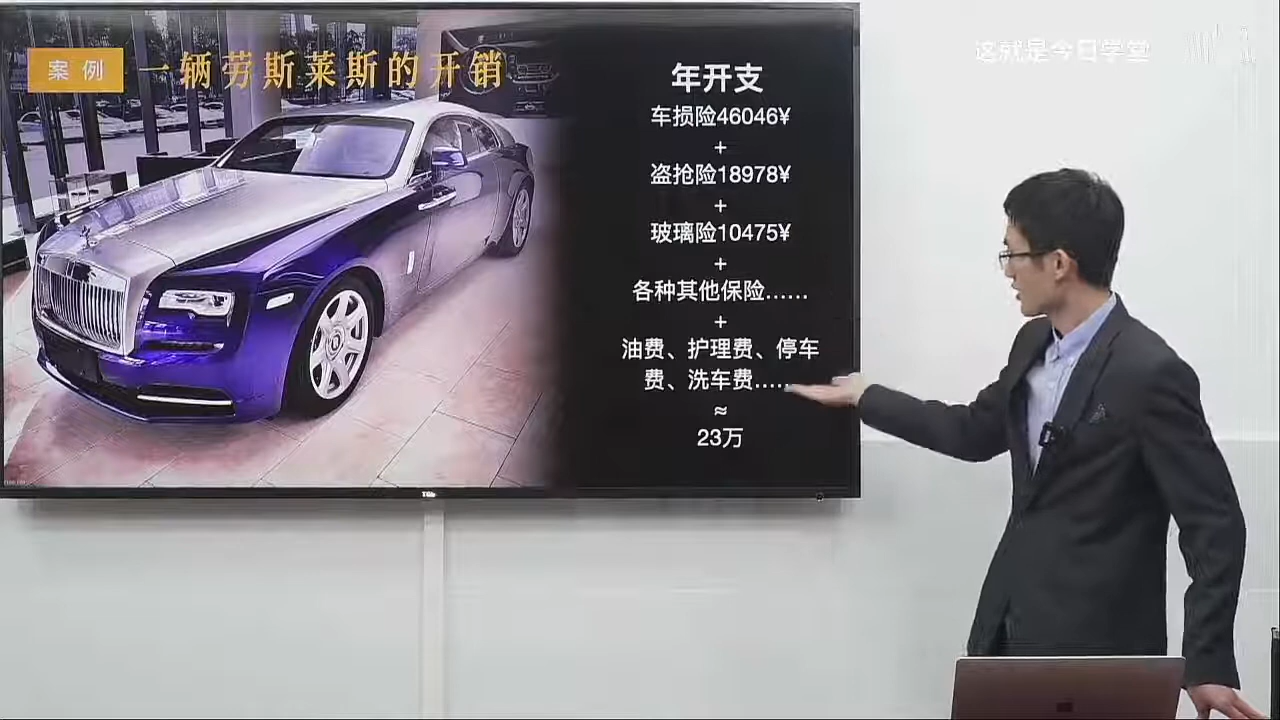 案例
一辆劳斯莱斯的开销
年开支
车损险46046¥
+
盗抢险18978¥
+
玻璃险10475¥
+
各种其他保险……
+
油费、护理费、停车
费、洗车费……
≈
23万
这就是今日学堂
TCL